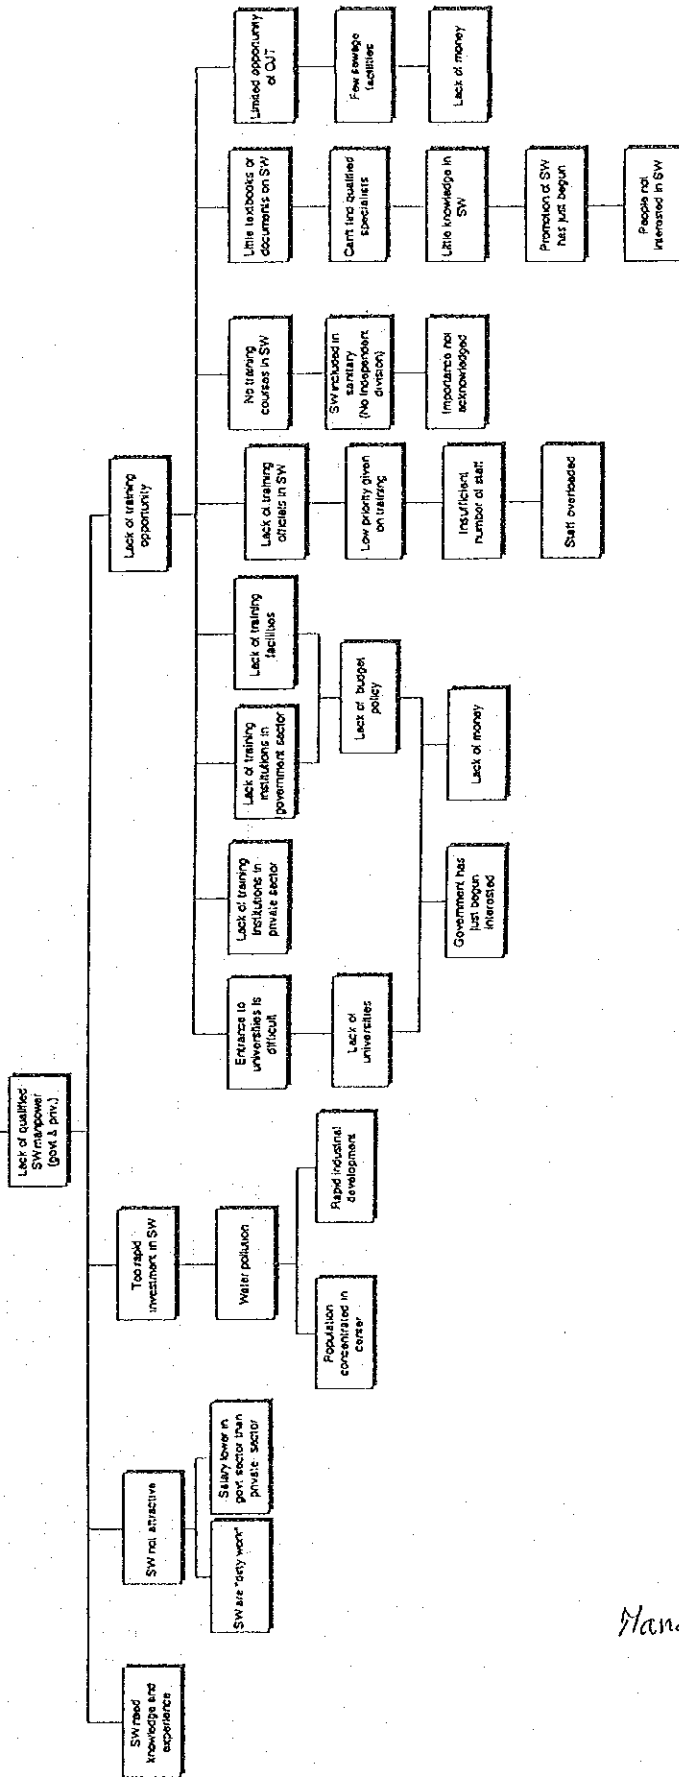 Lack of qualified
SW manpower
(govt & priv.)
SW need
knowledge and
experience
SW not attractive
Too rapid
investment in SW
Lack of training
opportunity
SW are "dirty work"
Salary lower in
govt sector than
private sector
Water pollution
Population
concentrated in
center
Rapid industrial
development
Entrance to
universities is
difficult
Lack of training
institutions in
private sector
Lack of training
institutions in
government sector
Lack of training
facilities
Lack of training
officials in SW
No training
courses in SW
Little textbooks or
documents on SW
Limited opportunity
of OJT
Lack of
universities
Lack of budget
policy
Low priority given
on training
SW included in
sanitary
(No independent
division)
Can't find qualified
specialists
Few sewage
facilities
Government has
just begun
interested
Lack of money
Insufficient
number of staff
Importance not
acknowledged
Little knowledge in
SW
Lack of money
Staff overloaded
Promotion of SW
has just begun
People not
interested in SW